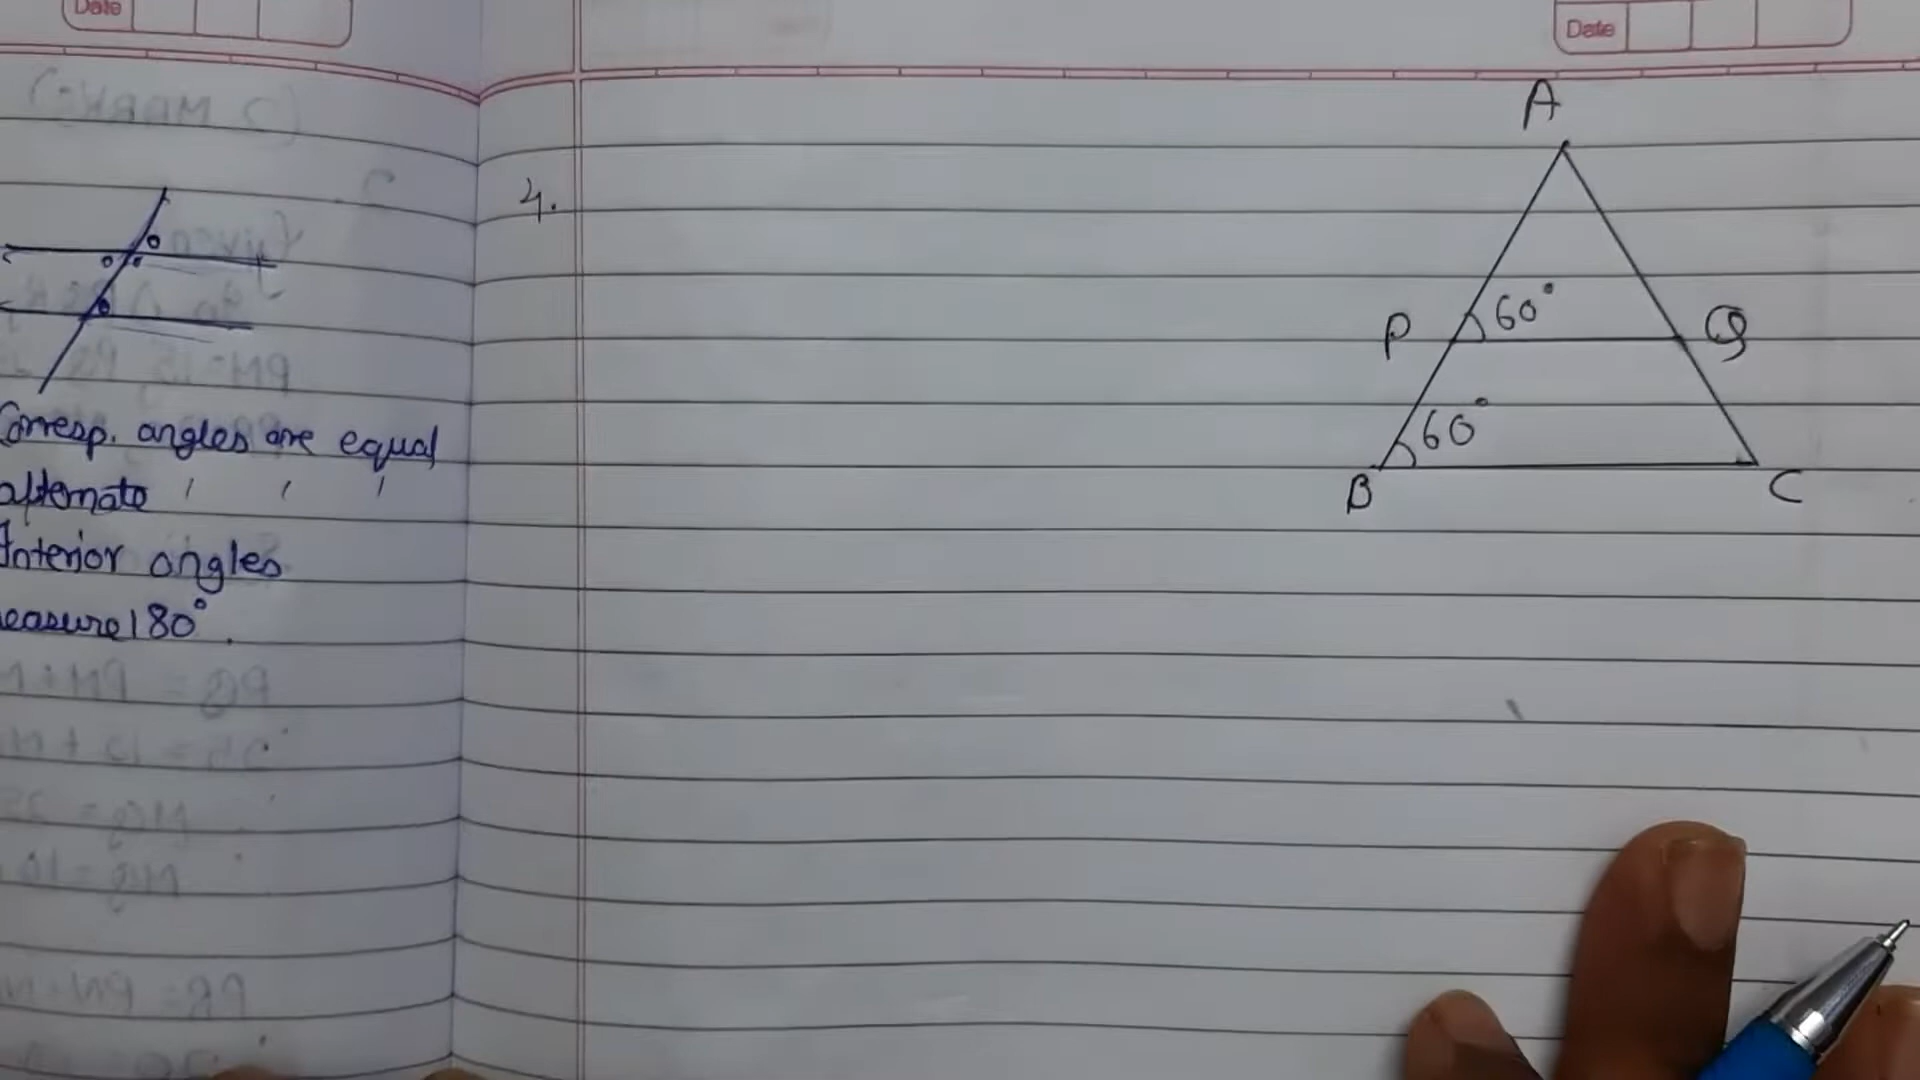 Date
Date
Corresp. angles are equal
alternate " " "
Interior angles
easure 180°.
4.
A
P 60° Q
60°
B C